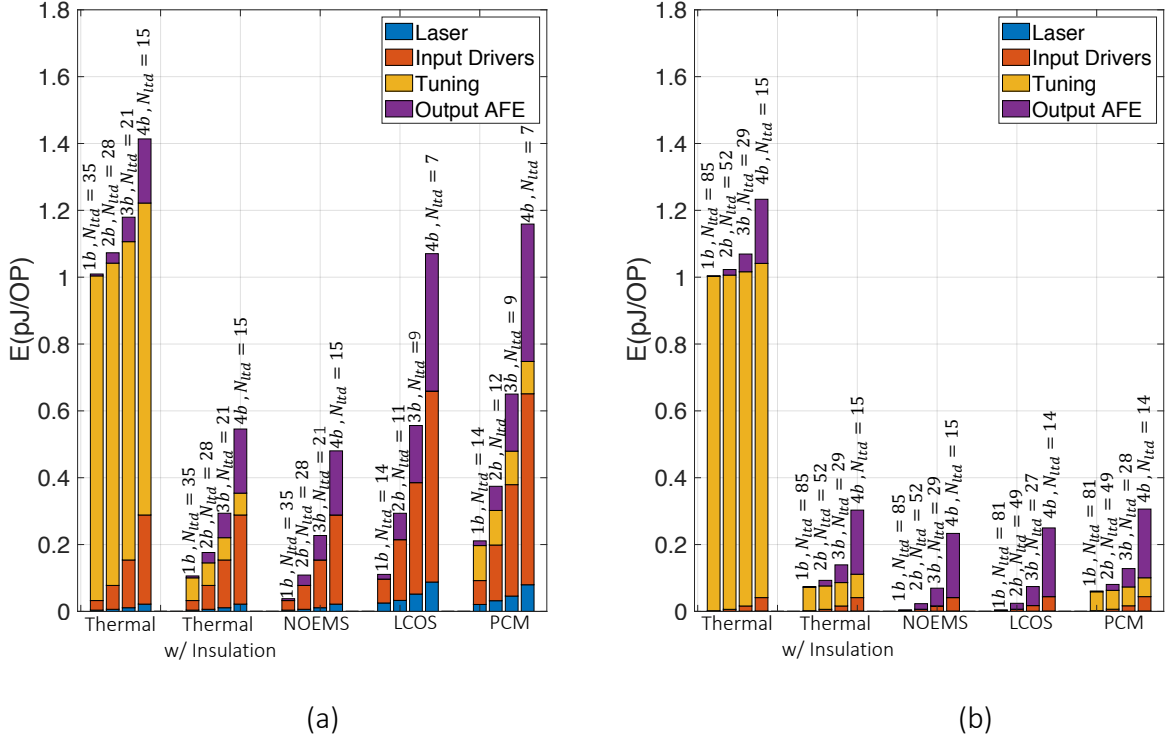 1.8
1.6
1.4
1.2
1
0.8
0.6
0.4
0.2
0
E(pJ/OP)
Laser
Input Drivers
Tuning
Output AFE
1b, N_ltd = 35
2b, N_ltd = 28
3b, N_ltd = 21
4b, N_ltd = 15
1b, N_ltd = 35
2b, N_ltd = 28
3b, N_ltd = 21
4b, N_ltd = 15
1b, N_ltd = 35
2b, N_ltd = 28
3b, N_ltd = 21
4b, N_ltd = 15
1b, N_ltd = 14
2b, N_ltd = 11
3b, N_ltd = 9
4b, N_ltd = 7
1b, N_ltd = 14
2b, N_ltd = 12
3b, N_ltd = 9
4b, N_ltd = 7
Thermal
Thermal
w/ Insulation
NOEMS
LCOS
PCM
(a)
1.8
1.6
1.4
1.2
1
0.8
0.6
0.4
0.2
0
E(pJ/OP)
Laser
Input Drivers
Tuning
Output AFE
1b, N_ltd = 85
2b, N_ltd = 52
3b, N_ltd = 29
4b, N_ltd = 15
1b, N_ltd = 85
2b, N_ltd = 52
3b, N_ltd = 29
4b, N_ltd = 15
1b, N_ltd = 85
2b, N_ltd = 52
3b, N_ltd = 29
4b, N_ltd = 15
1b, N_ltd = 81
2b, N_ltd = 49
3b, N_ltd = 27
4b, N_ltd = 14
1b, N_ltd = 81
2b, N_ltd = 49
3b, N_ltd = 28
4b, N_ltd = 14
Thermal
Thermal
w/ Insulation
NOEMS
LCOS
PCM
(b)